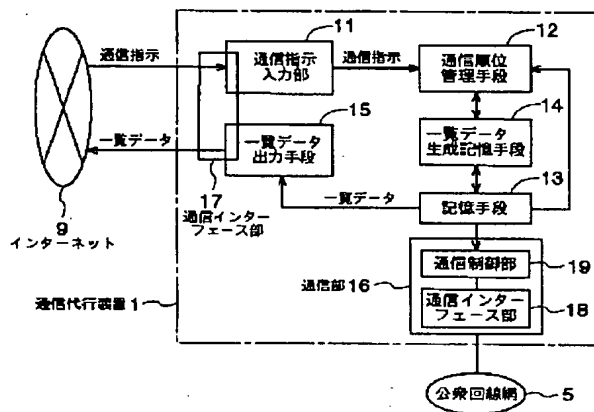 11
通信指示
通信指示
入力部
通信指示
12
通信順位
管理手段
15
14
一覧データ
一覧データ
出力手段
一覧データ
生成記憶手段
17
通信インター
フェース部
一覧データ
13
記憶手段
9
インターネット
通信制御部
19
通信部16
通信インター
フェース部
18
通信代行装置1
公衆回線網
5